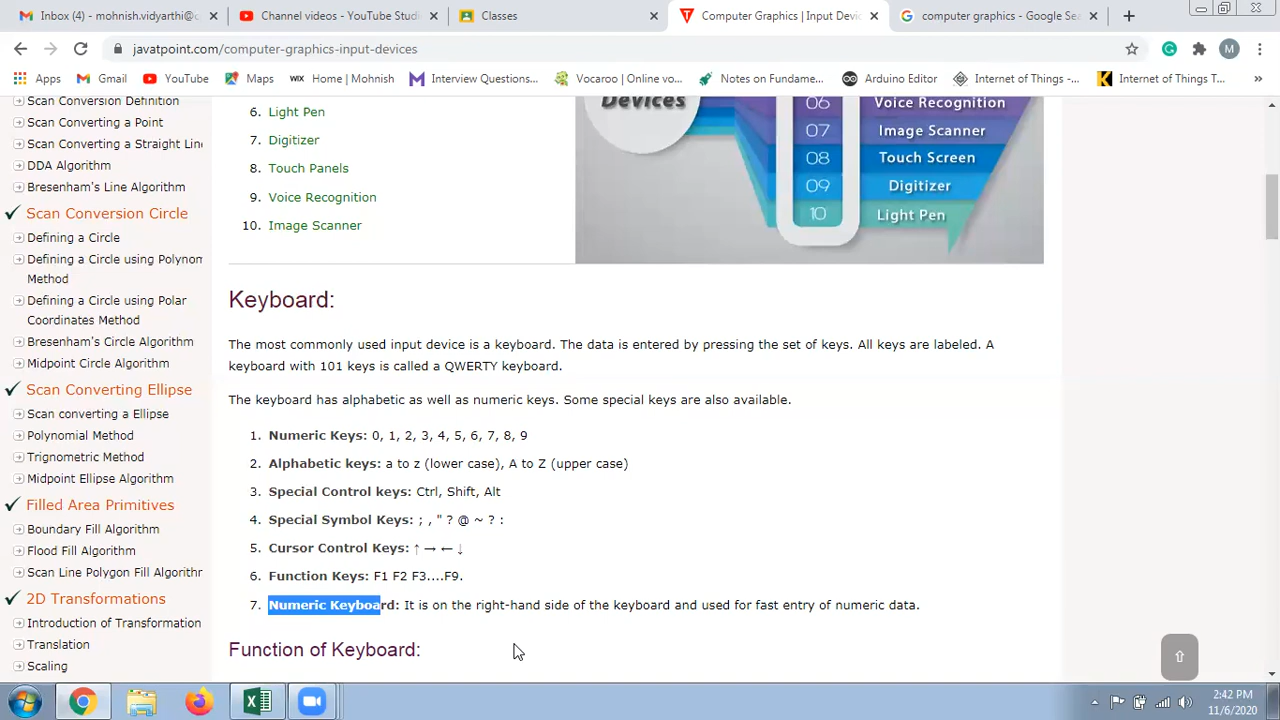 Inbox (4) - mohnish.vidyarthi@c
Channel videos - YouTube Studi
Classes
Computer Graphics | Input Devic
computer graphics - Google Sea
javatpoint.com/computer-graphics-input-devices
M
Apps
Gmail
YouTube
Maps
WIX Home | Mohnish
Interview Questions...
Vocaroo | Online vo...
Notes on Fundame...
Arduino Editor
Internet of Things -...
Internet of Things T...
»
Scan Conversion Definition
Scan Converting a Point
Scan Converting a Straight Line
DDA Algorithm
Bresenham's Line Algorithm
Scan Conversion Circle
Defining a Circle
Defining a Circle using Polynom
Method
Defining a Circle using Polar
Coordinates Method
Bresenham's Circle Algorithm
Midpoint Circle Algorithm
Scan Converting Ellipse
Scan converting a Ellipse
Polynomial Method
Trignometric Method
Midpoint Ellipse Algorithm
Filled Area Primitives
Boundary Fill Algorithm
Flood Fill Algorithm
Scan Line Polygon Fill Algorithr
2D Transformations
Introduction of Transformation
Translation
Scaling
6. Light Pen
7. Digitizer
8. Touch Panels
9. Voice Recognition
10. Image Scanner
Devices
06 Voice Recognition
07 Image Scanner
08 Touch Screen
09 Digitizer
10 Light Pen
Keyboard:
The most commonly used input device is a keyboard. The data is entered by pressing the set of keys. All keys are labeled. A
keyboard with 101 keys is called a QWERTY keyboard.
The keyboard has alphabetic as well as numeric keys. Some special keys are also available.
1. Numeric Keys: 0, 1, 2, 3, 4, 5, 6, 7, 8, 9
2. Alphabetic keys: a to z (lower case), A to Z (upper case)
3. Special Control keys: Ctrl, Shift, Alt
4. Special Symbol Keys: ; , " ? @ ~ ? :
5. Cursor Control Keys: ↑ → ← ↓
6. Function Keys: F1 F2 F3....F9.
7. Numeric Keyboard: It is on the right-hand side of the keyboard and used for fast entry of numeric data.
Function of Keyboard:
2:42 PM
11/6/2020